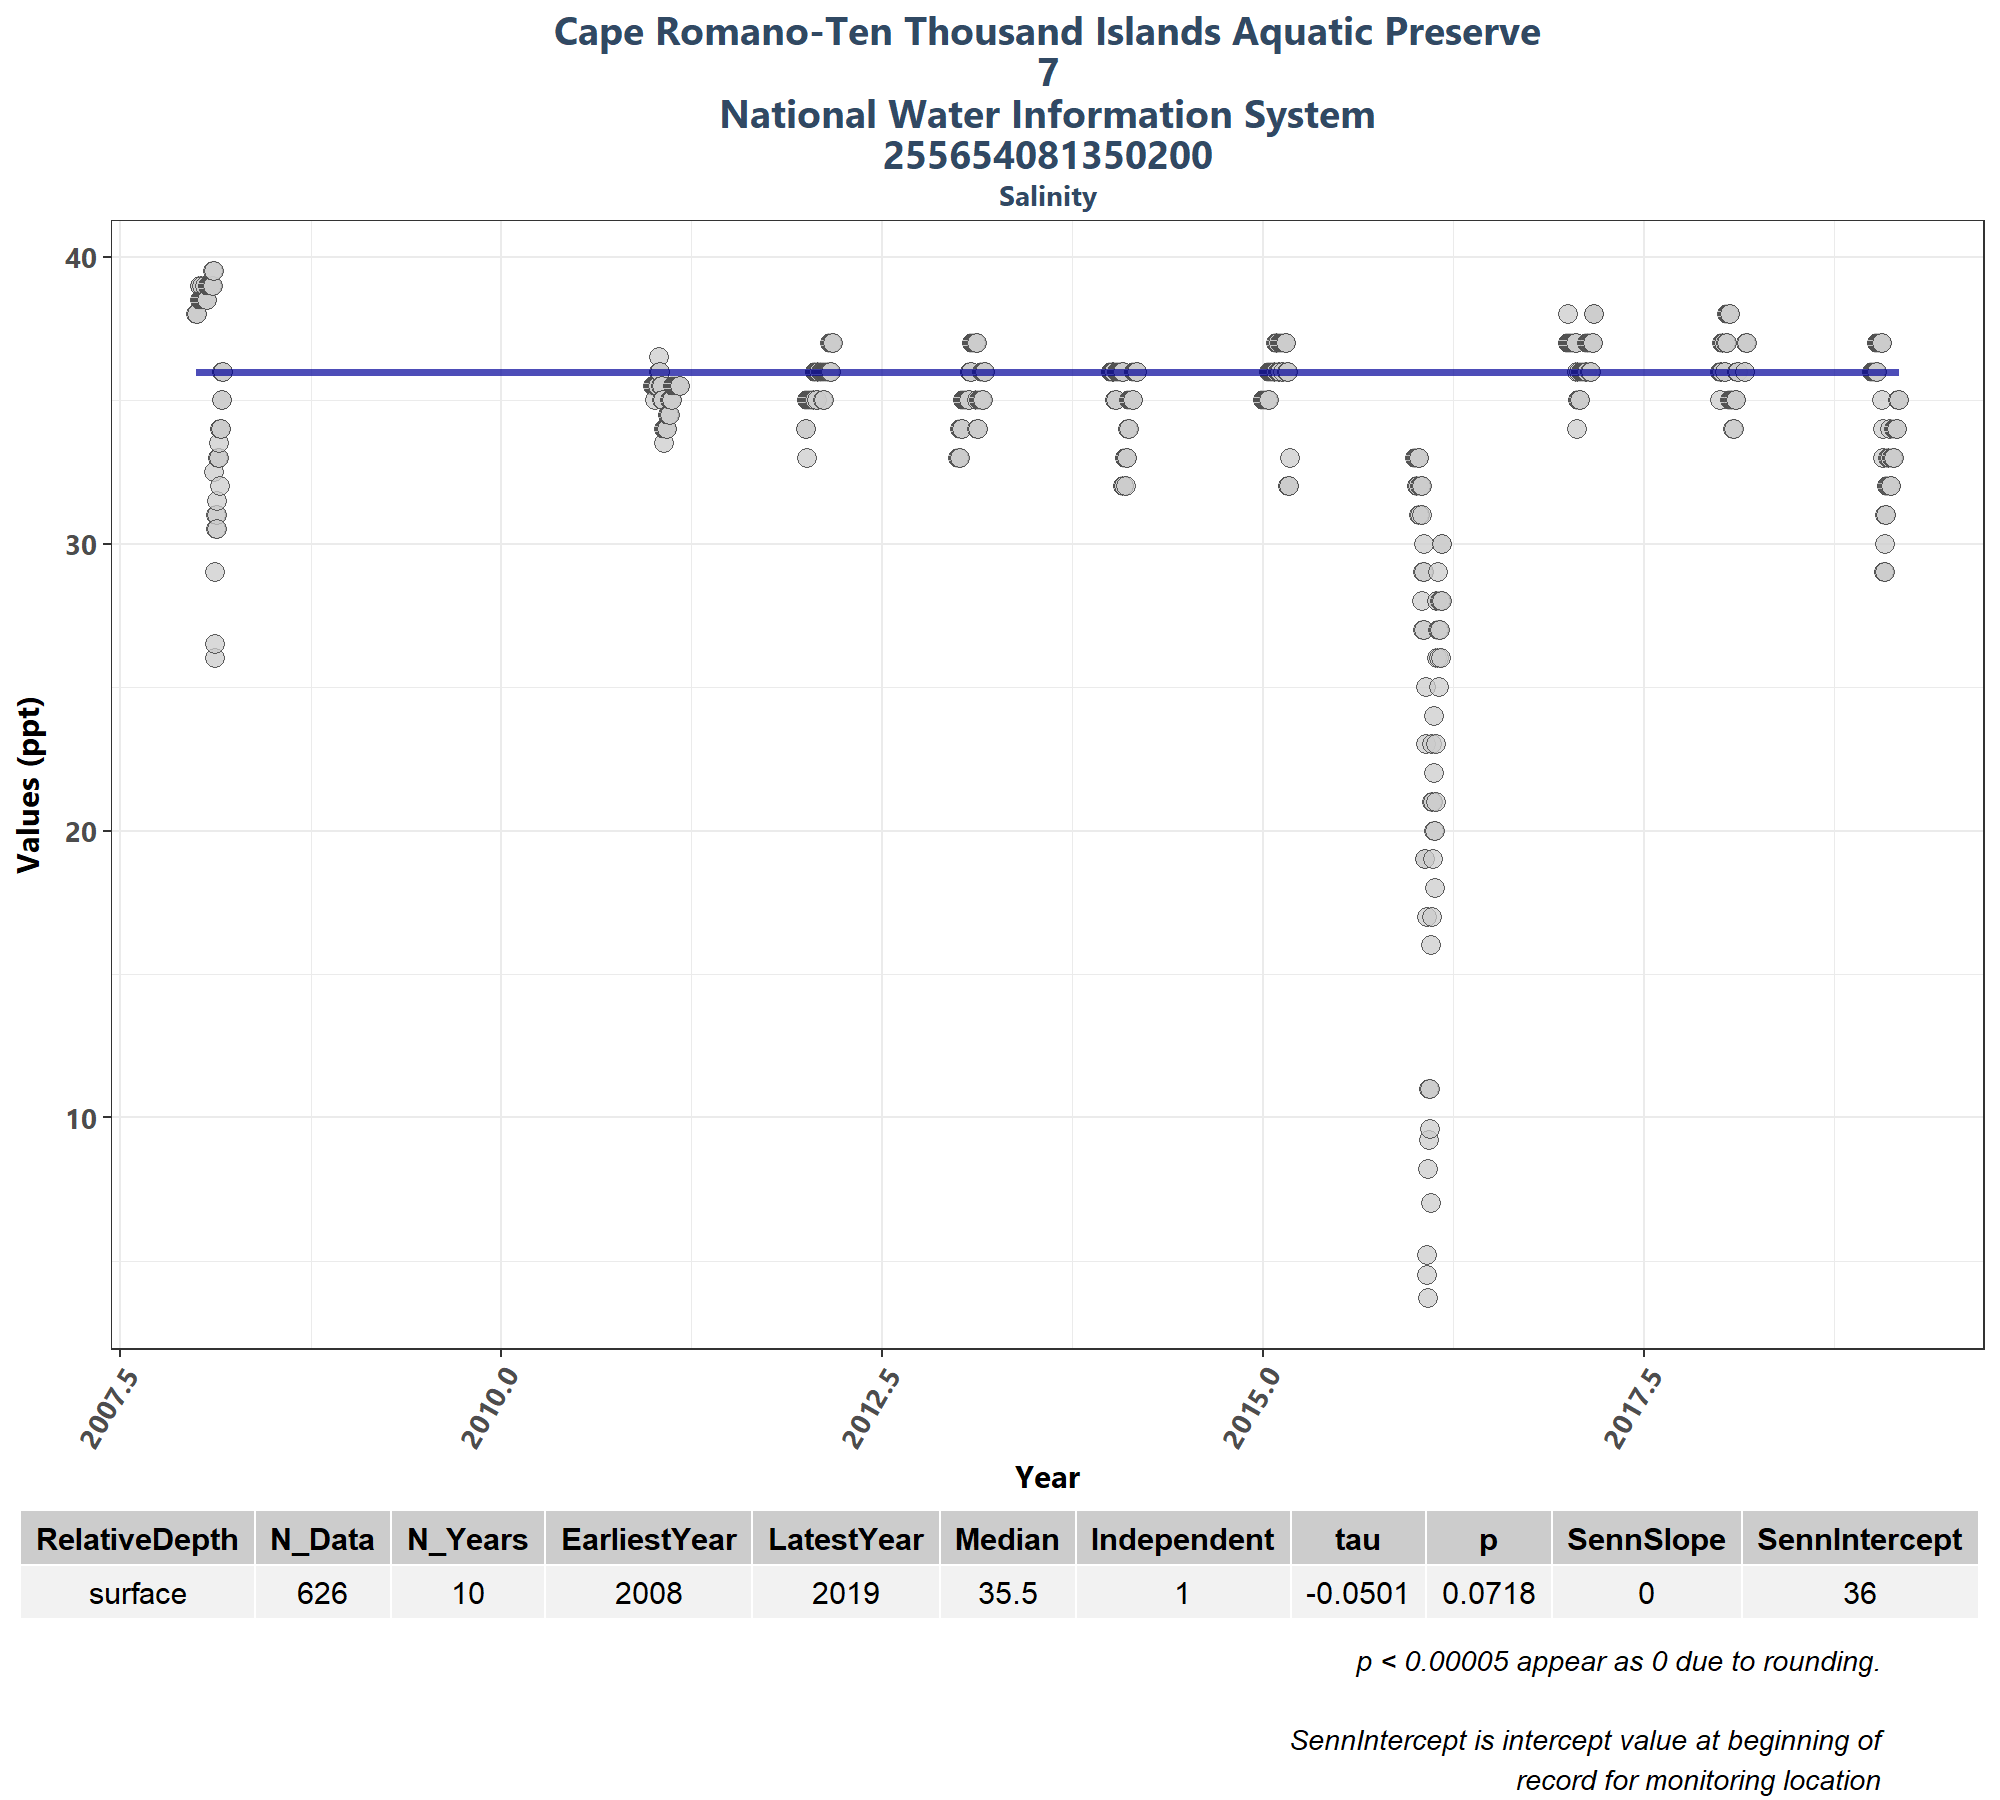 Cape Romano-Ten Thousand Islands Aquatic Preserve
7
National Water Information System
255654081350200
Salinity
40
30
20
10
Values (ppt)
2007.5 2010.0 2012.5 2015.0 2017.5
Year
RelativeDepth N_Data N_Years EarliestYear LatestYear Median Independent tau p SennSlope SennIntercept
surface 626 10 2008 2019 35.5 1 -0.0501 0.0718 0 36
p < 0.00005 appear as 0 due to rounding.
SennIntercept is intercept value at beginning of
record for monitoring location